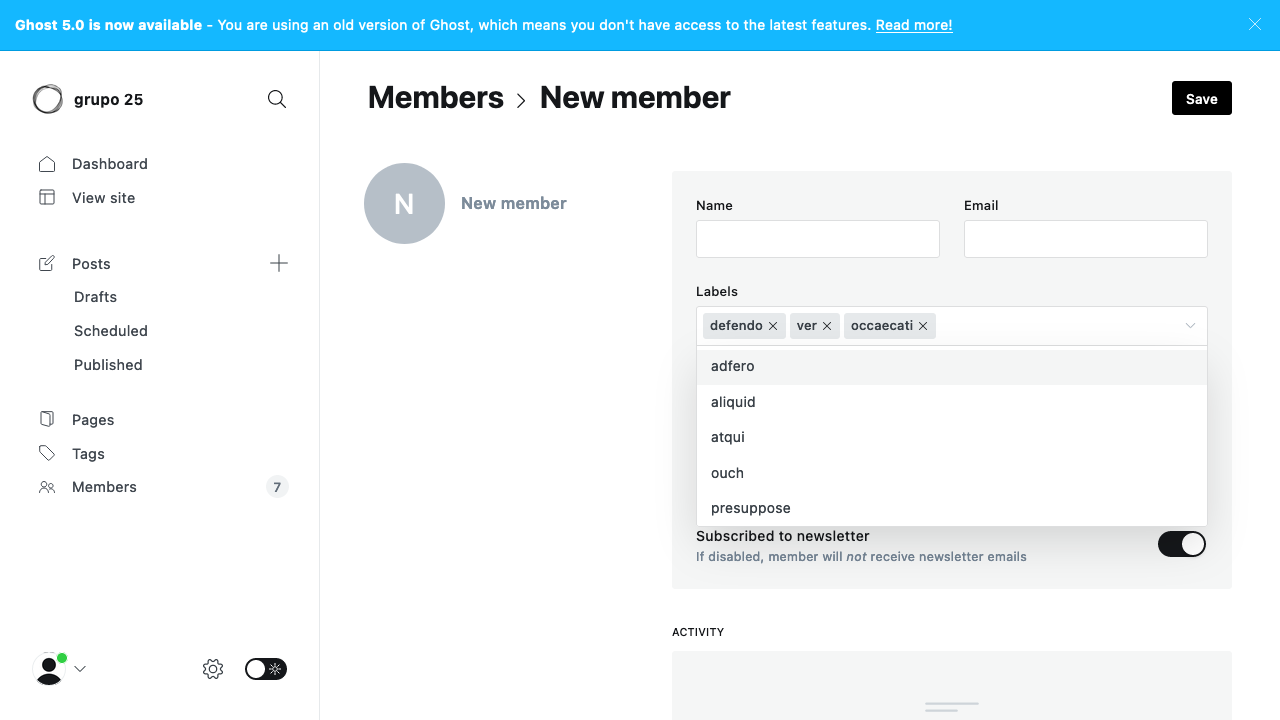 Ghost 5.0 is now available - You are using an old version of Ghost, which means you don't have access to the latest features. Read more!
grupo 25
Dashboard
View site
Posts
Drafts
Scheduled
Published
Pages
Tags
Members 7
Members > New member
Save
N New member
Name Email
Labels
defendo ver occaecati
adfero
aliquid
atqui
ouch
presuppose
Subscribed to newsletter
If disabled, member will not receive newsletter emails
ACTIVITY